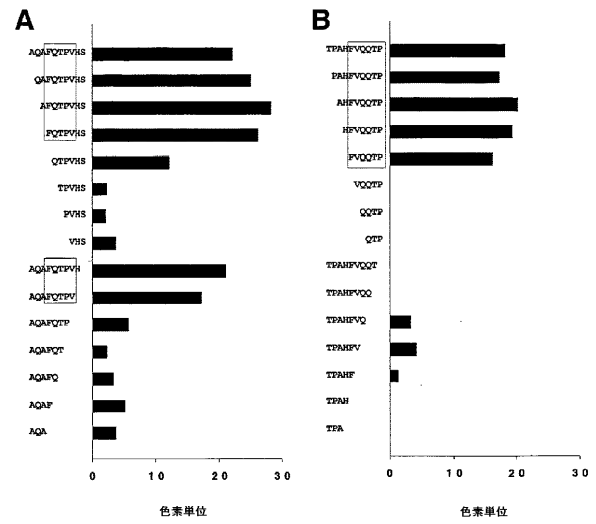 A
AQAFQTPVHS
QAFQTPVHS
AFQTPVHS
FQTPVHS
QTPVHS
TPVHS
PVHS
VHS
AQAFQTPVH
AQAFQTPV
AQAFQTP
AQAFQT
AQAFQ
AQAF
AQA
0 10 20 30
色素単位
B
TPAHFVQQTP
PAHFVQQTP
AHFVQQTP
HFVQQTP
FVQQTP
VQQTP
QQTP
QTP
TPAHFVQQT
TPAHFVQQ
TPAHFVQ
TPAHFV
TPAHF
TPAH
TPA
0 10 20 30
色素単位